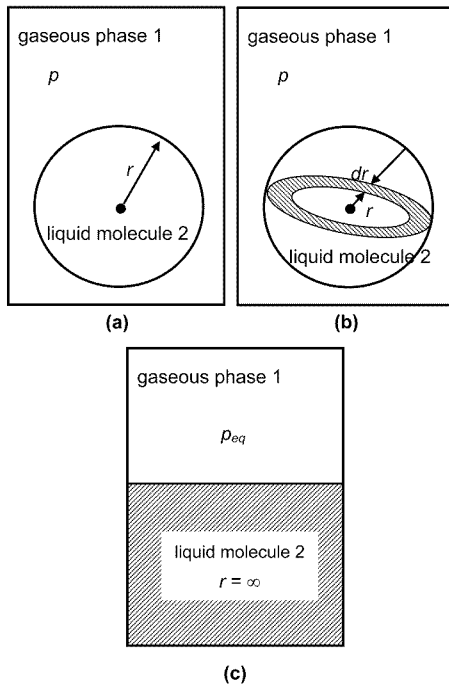 gaseous phase 1
p
r
liquid molecule 2
(a)
gaseous phase 1
p
dr
r
liquid molecule 2
(b)
gaseous phase 1
peq
liquid molecule 2
r = ∞
(c)